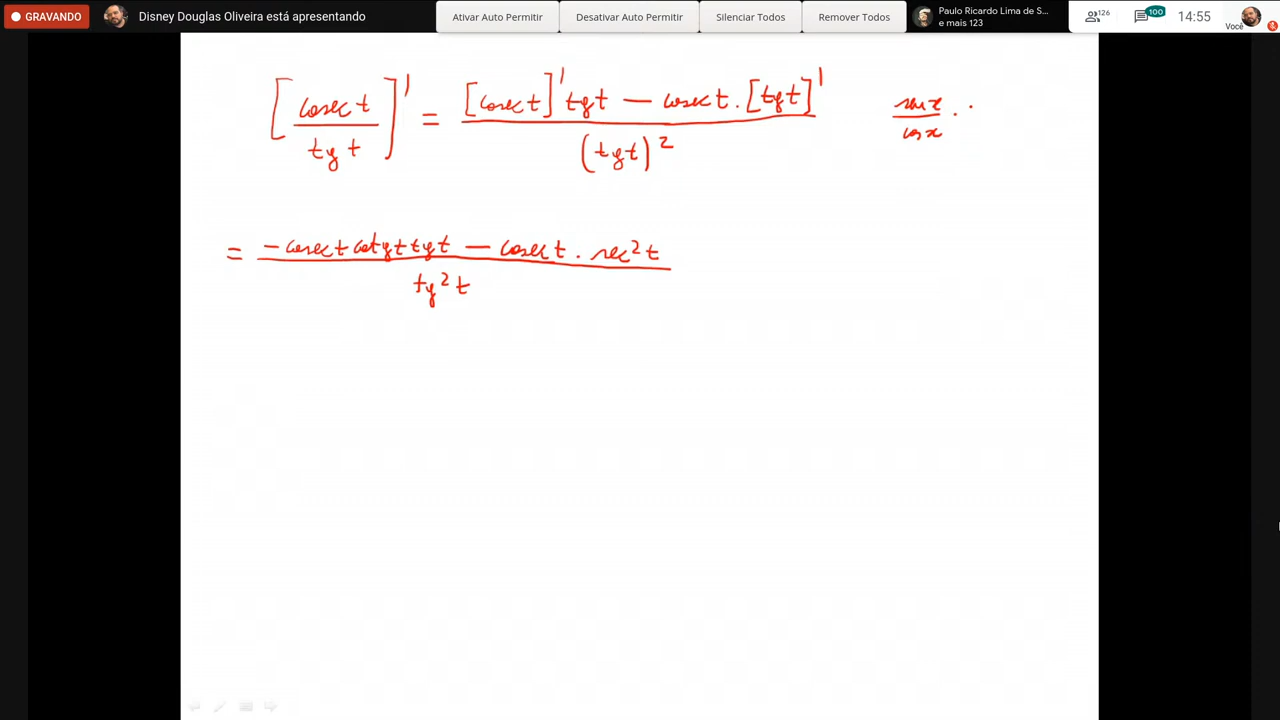 GRAVANDO Disney Douglas Oliveira está apresentando Ativar Auto Permitir Desativar Auto Permitir Silenciar Todos Remover Todos Paulo Ricardo Lima de S... e mais 123 126 100 14:55 Você
[cosec t / tg t]' = ([cosec t]' tg t — cosec t . [tg t]') / (tg t)² sen x / cos x .
= (- cosec t cotg t tg t — cosec t . sec² t) / tg² t